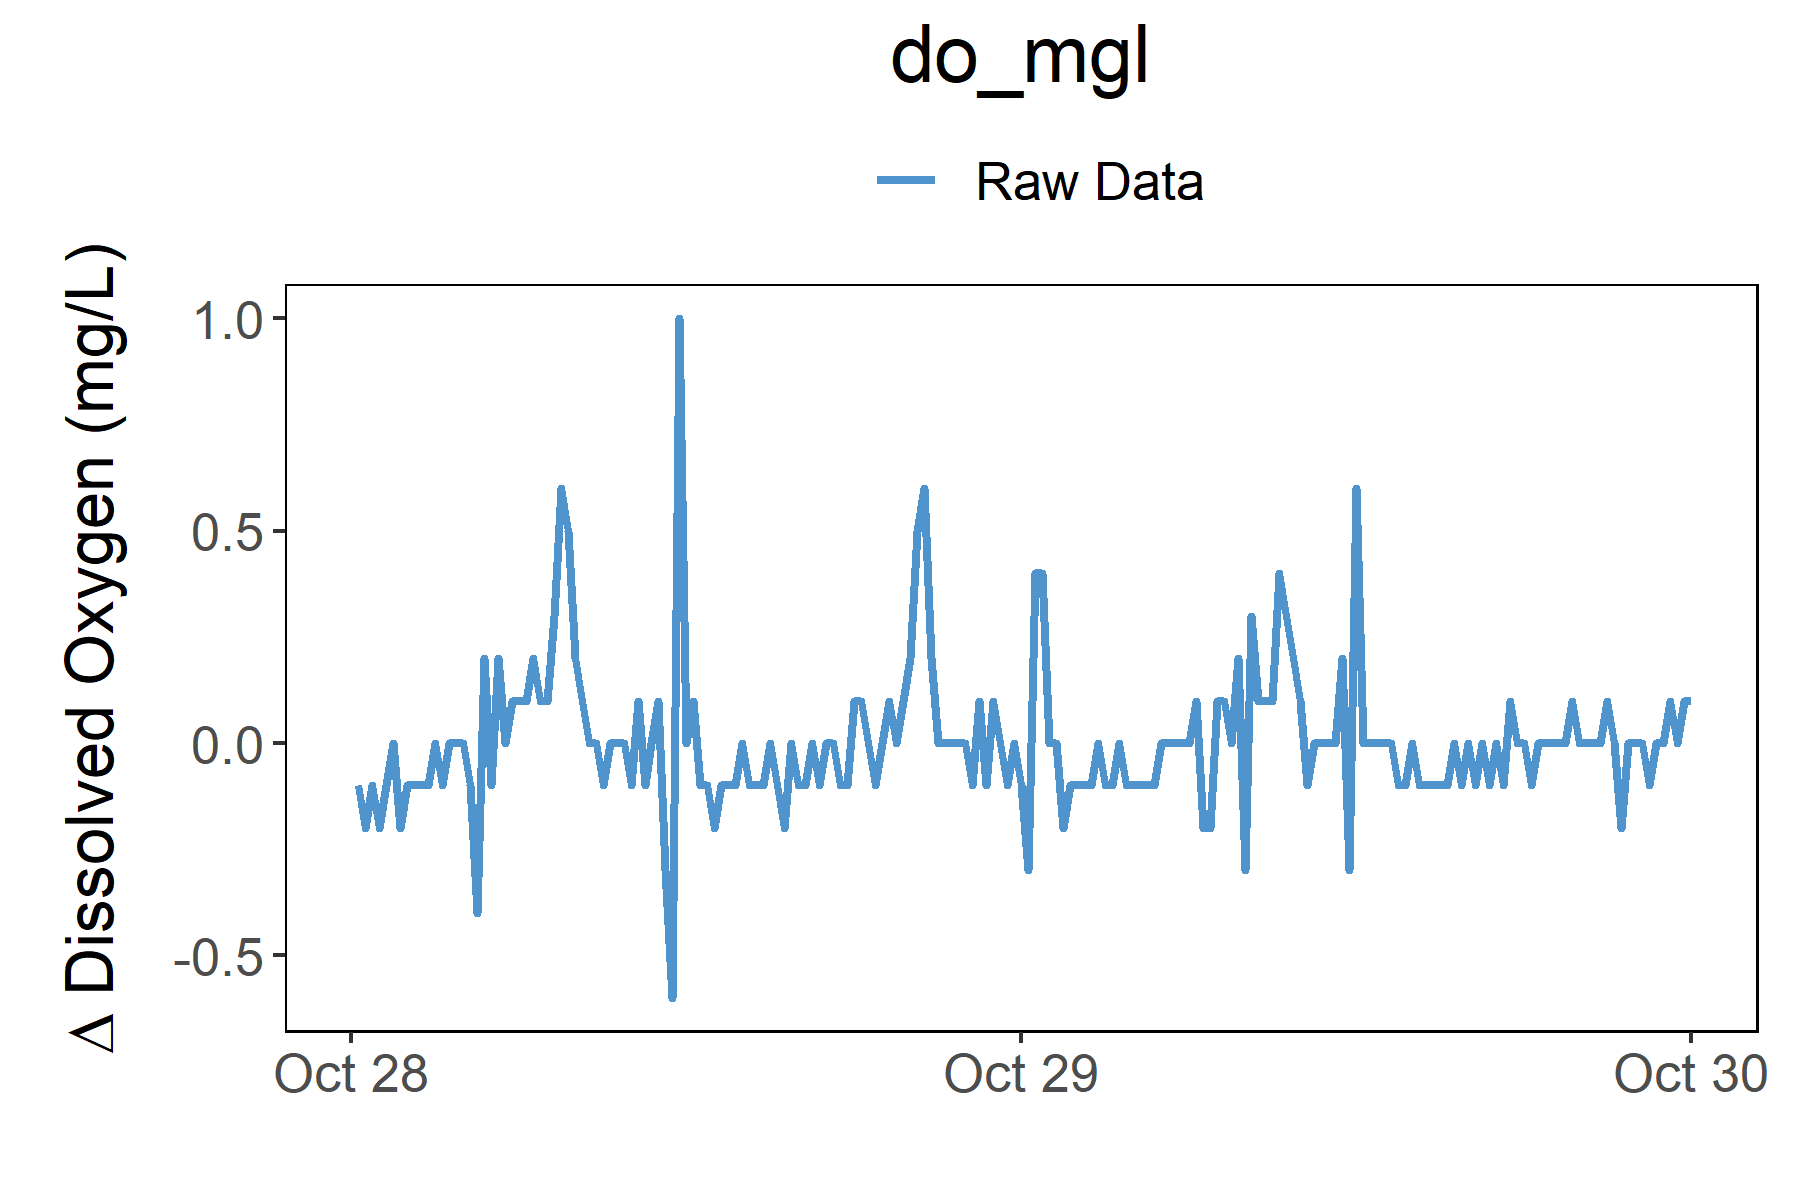 do_mgl
Raw Data
Δ Dissolved Oxygen (mg/L)
1.0
0.5
0.0
-0.5
Oct 28
Oct 29
Oct 30